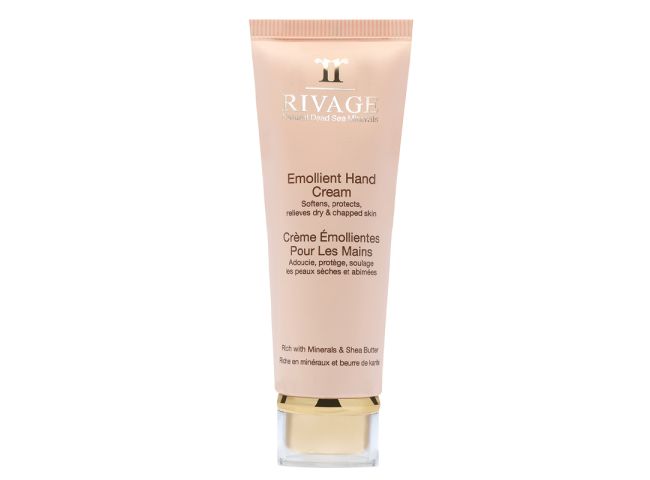 RIVAGE
Natural Dead Sea Minerals
Emollient Hand
Cream
Softens, protects,
relieves dry & chapped skin
Crème Émollientes
Pour Les Mains
Adoucie, protège, soulage
les peaux sèches et abimées
Rich with Minerals & Shea Butter
Riche en minéraux et beurre de karité